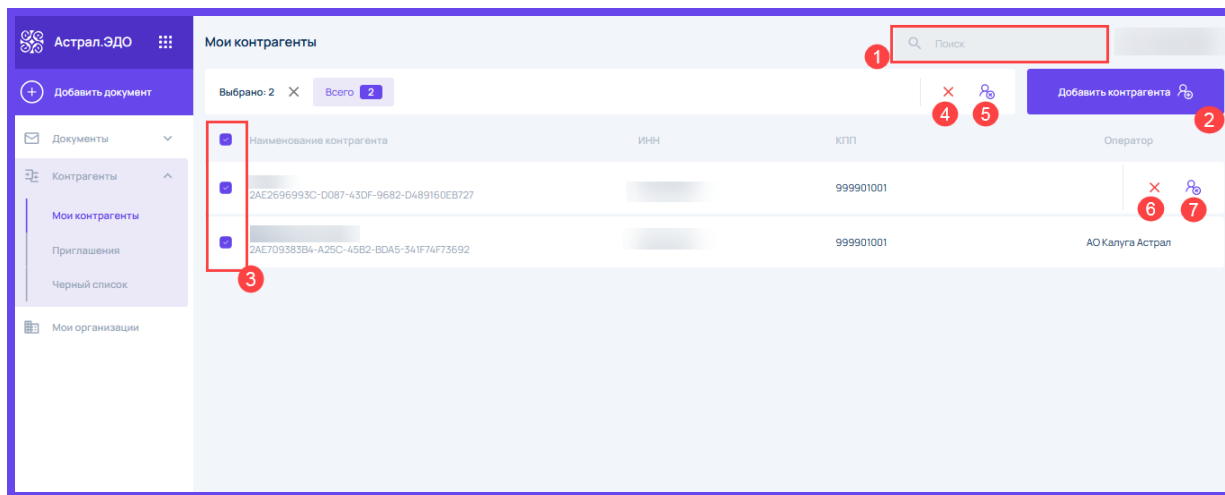 Астрал.ЭДО
Мои контрагенты
Поиск
1
Добавить документ
Выбрано: 2
Всего 2
4
5
Добавить контрагента
2
Документы
Наименование контрагента
ИНН
КПП
Оператор
Контрагенты
2AE2696993C-D087-43DF-9682-D489160EB727
999901001
6
7
Мои контрагенты
Приглашения
2AE709383B4-A25C-45B2-BDA5-341F74F73692
999901001
АО Калуга Астрал
3
Черный список
Мои организации